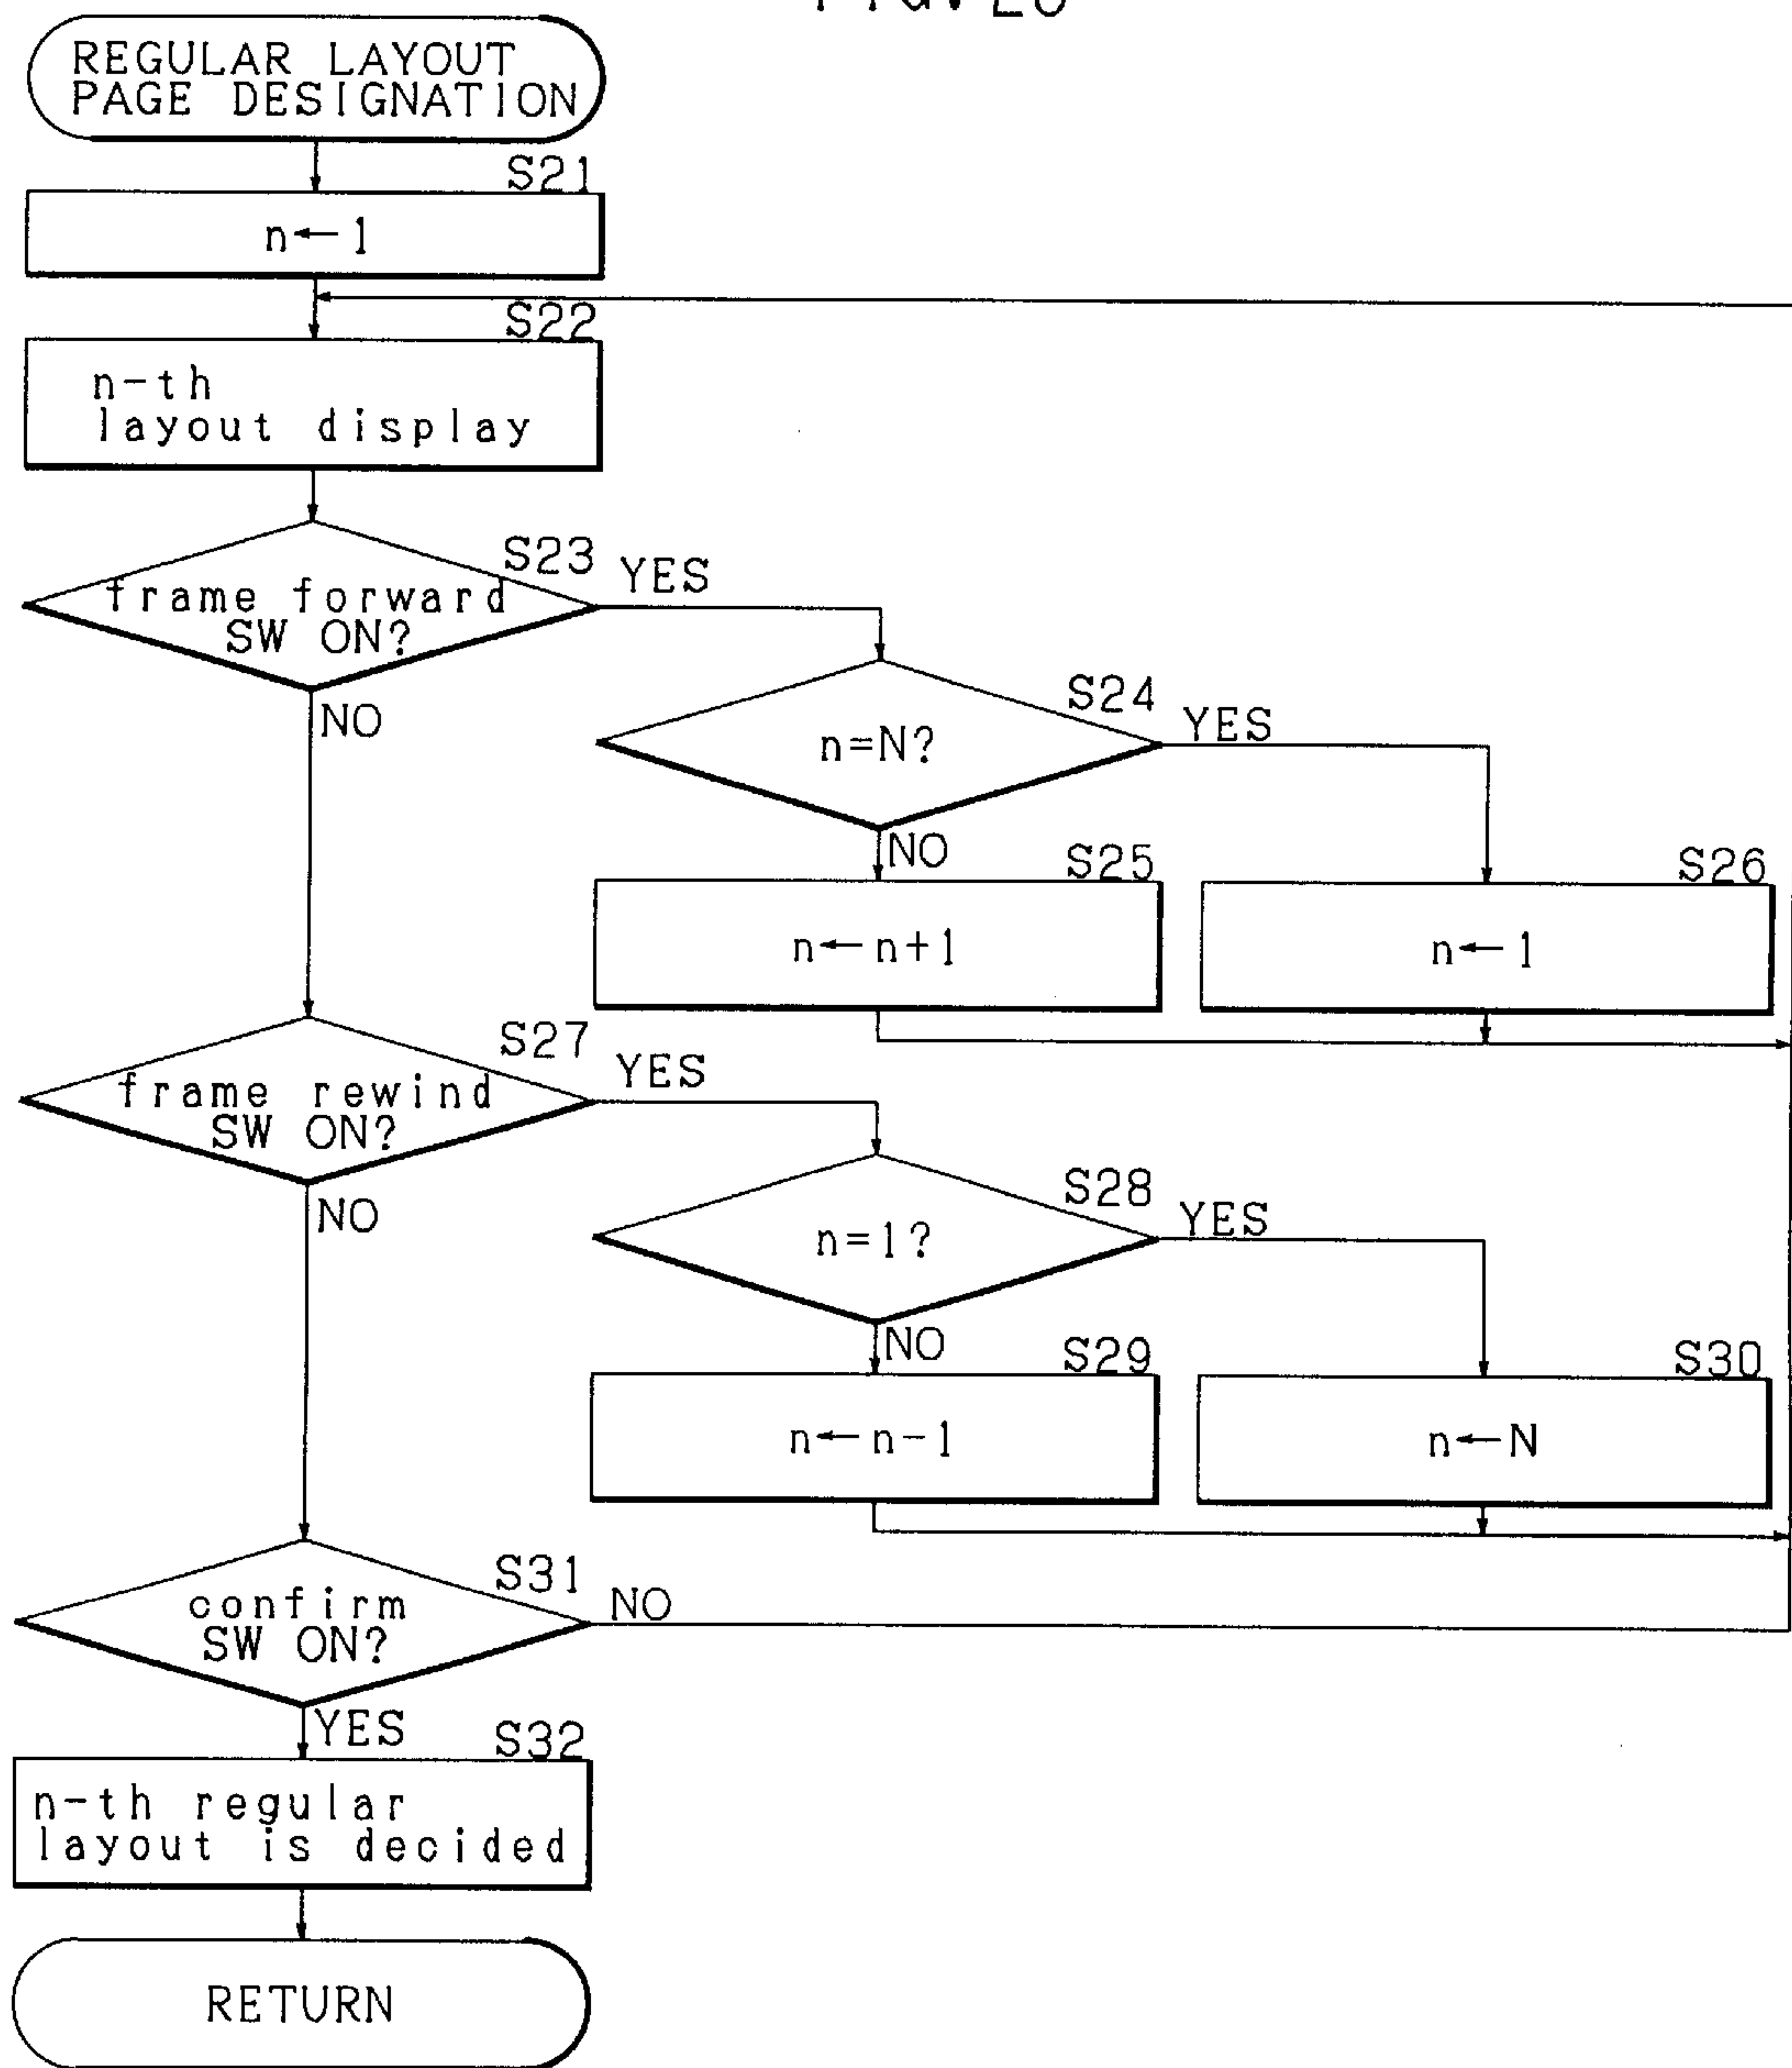 REGULAR LAYOUT
PAGE DESIGNATION
S21
n←1
S22
n-th
layout display
S23
frame forward
SW ON?
YES
NO
S24
n=N?
YES
NO
S25
n←n+1
S26
n←1
S27
frame rewind
SW ON?
YES
NO
S28
n=1?
YES
NO
S29
n←n-1
S30
n←N
S31
confirm
SW ON?
NO
YES
S32
n-th regular
layout is decided
RETURN